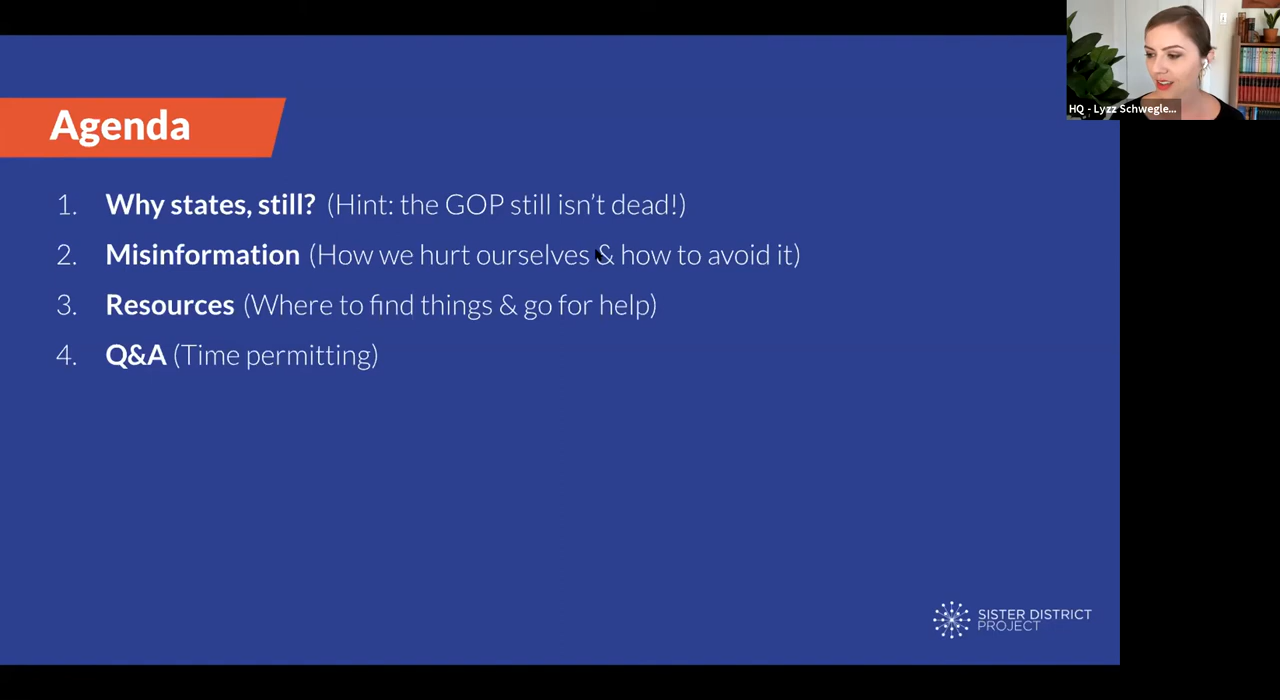 HQ - Lyzz Schwegle...
Agenda
1. Why states, still? (Hint: the GOP still isn't dead!)
2. Misinformation (How we hurt ourselves & how to avoid it)
3. Resources (Where to find things & go for help)
4. Q&A (Time permitting)
SISTER DISTRICT
PROJECT